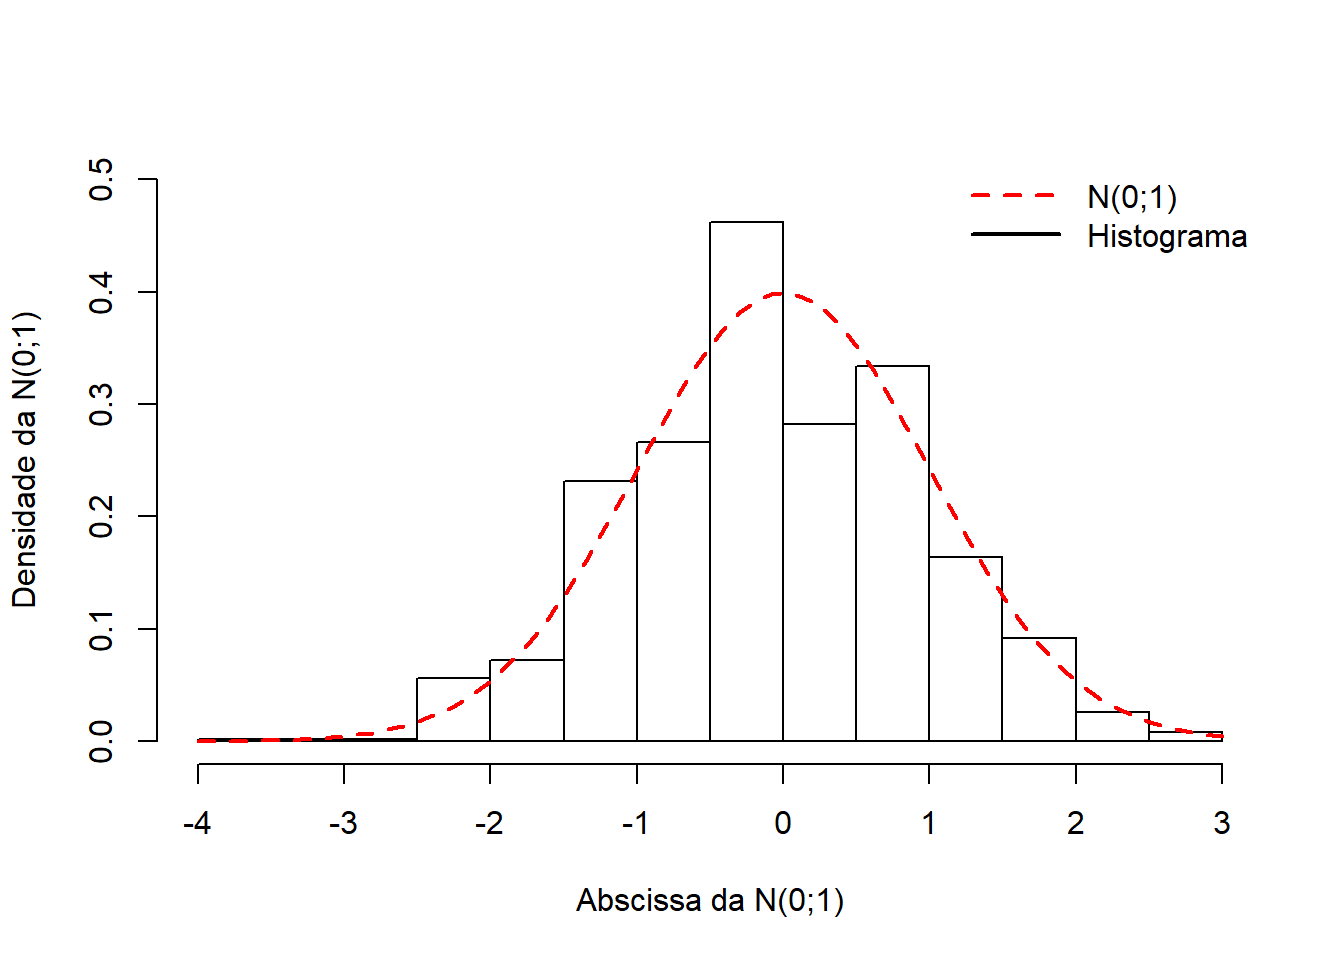 N(0;1)
Histograma
Densidade da N(0;1)
0.5
0.4
0.3
0.2
0.1
0.0
-4 -3 -2 -1 0 1 2 3
Abscissa da N(0;1)